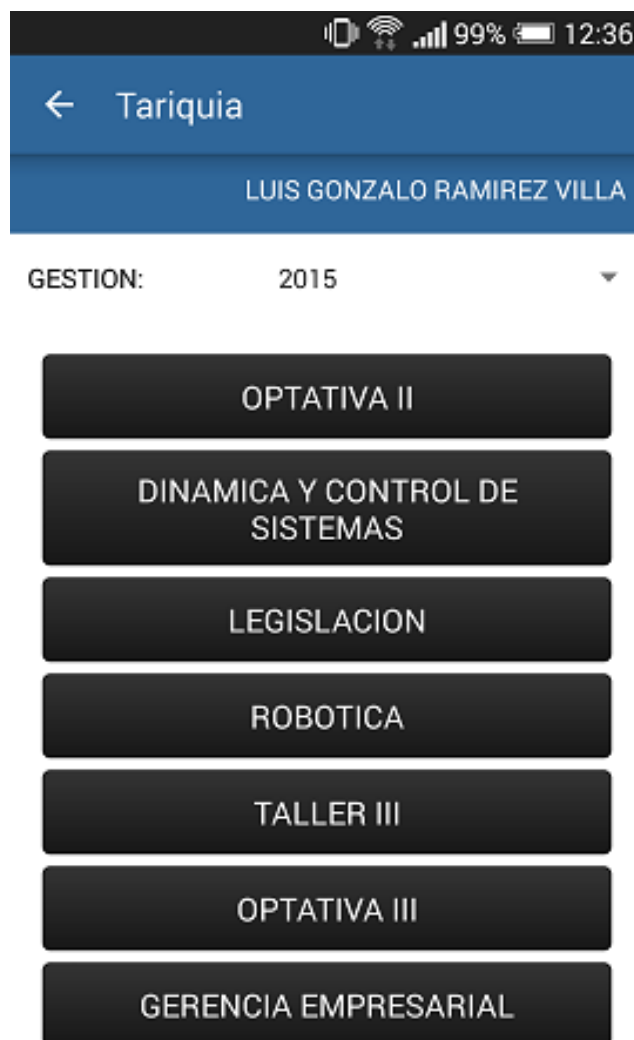 99% 12:36
Tariquia
LUIS GONZALO RAMIREZ VILLA
GESTION: 2015
OPTATIVA II
DINAMICA Y CONTROL DE
SISTEMAS
LEGISLACION
ROBOTICA
TALLER III
OPTATIVA III
GERENCIA EMPRESARIAL